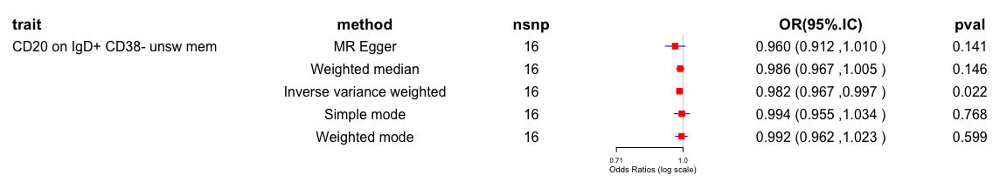 trait method nsnp OR(95%.IC) pval
CD20 on IgD+ CD38- unsw mem MR Egger 16 0.960 (0.912 ,1.010 ) 0.141
Weighted median 16 0.986 (0.967 ,1.005 ) 0.146
Inverse variance weighted 16 0.982 (0.967 ,0.997 ) 0.022
Simple mode 16 0.994 (0.955 ,1.034 ) 0.768
Weighted mode 16 0.992 (0.962 ,1.023 ) 0.599
0.71 1.0
Odds Ratios (log scale)